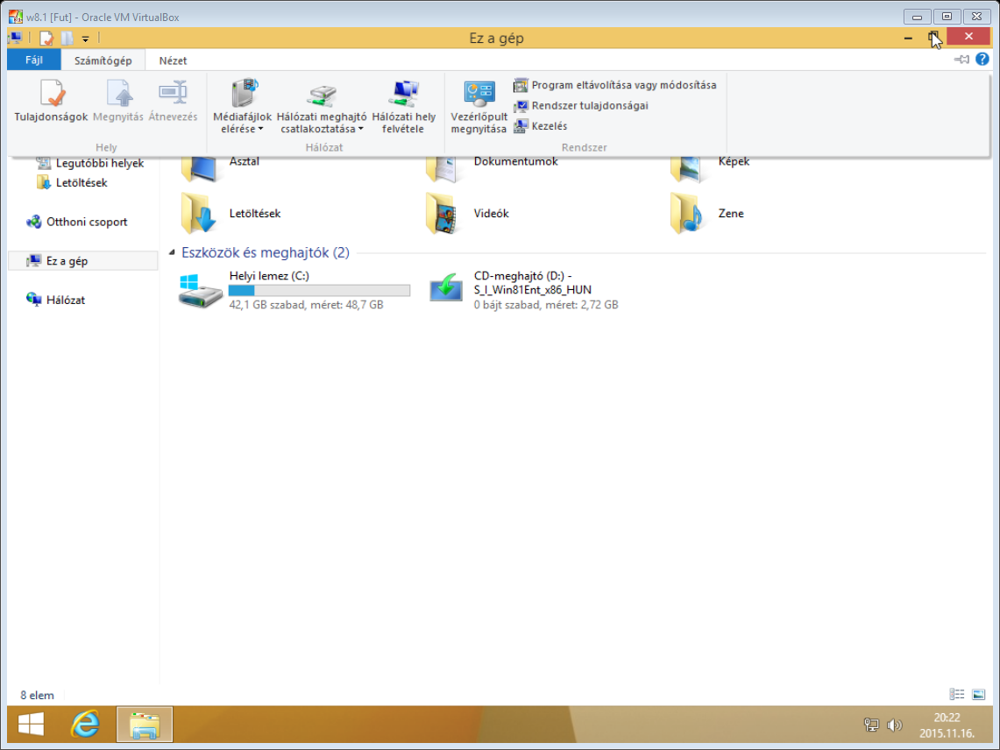 w8.1 [Fut] - Oracle VM VirtualBox
Ez a gép
Fájl
Számítógép
Nézet
Tulajdonságok
Megnyitás
Átnevezés
Hely
Médiafájlok
elérése
Hálózati meghajtó
csatlakoztatása
Hálózati hely
felvétele
Hálózat
Vezérlőpult
megnyitása
Program eltávolítása vagy módosítása
Rendszer tulajdonságai
Kezelés
Rendszer
Legutóbbi helyek
Letöltések
Otthoni csoport
Ez a gép
Hálózat
Asztal
Dokumentumok
Képek
Letöltések
Videók
Zene
Eszközök és meghajtók (2)
Helyi lemez (C:)
42,1 GB szabad, méret: 48,7 GB
CD-meghajtó (D:) -
S_I_Win81Ent_x86_HUN
0 bájt szabad, méret: 2,72 GB
8 elem
20:22
2015.11.16.